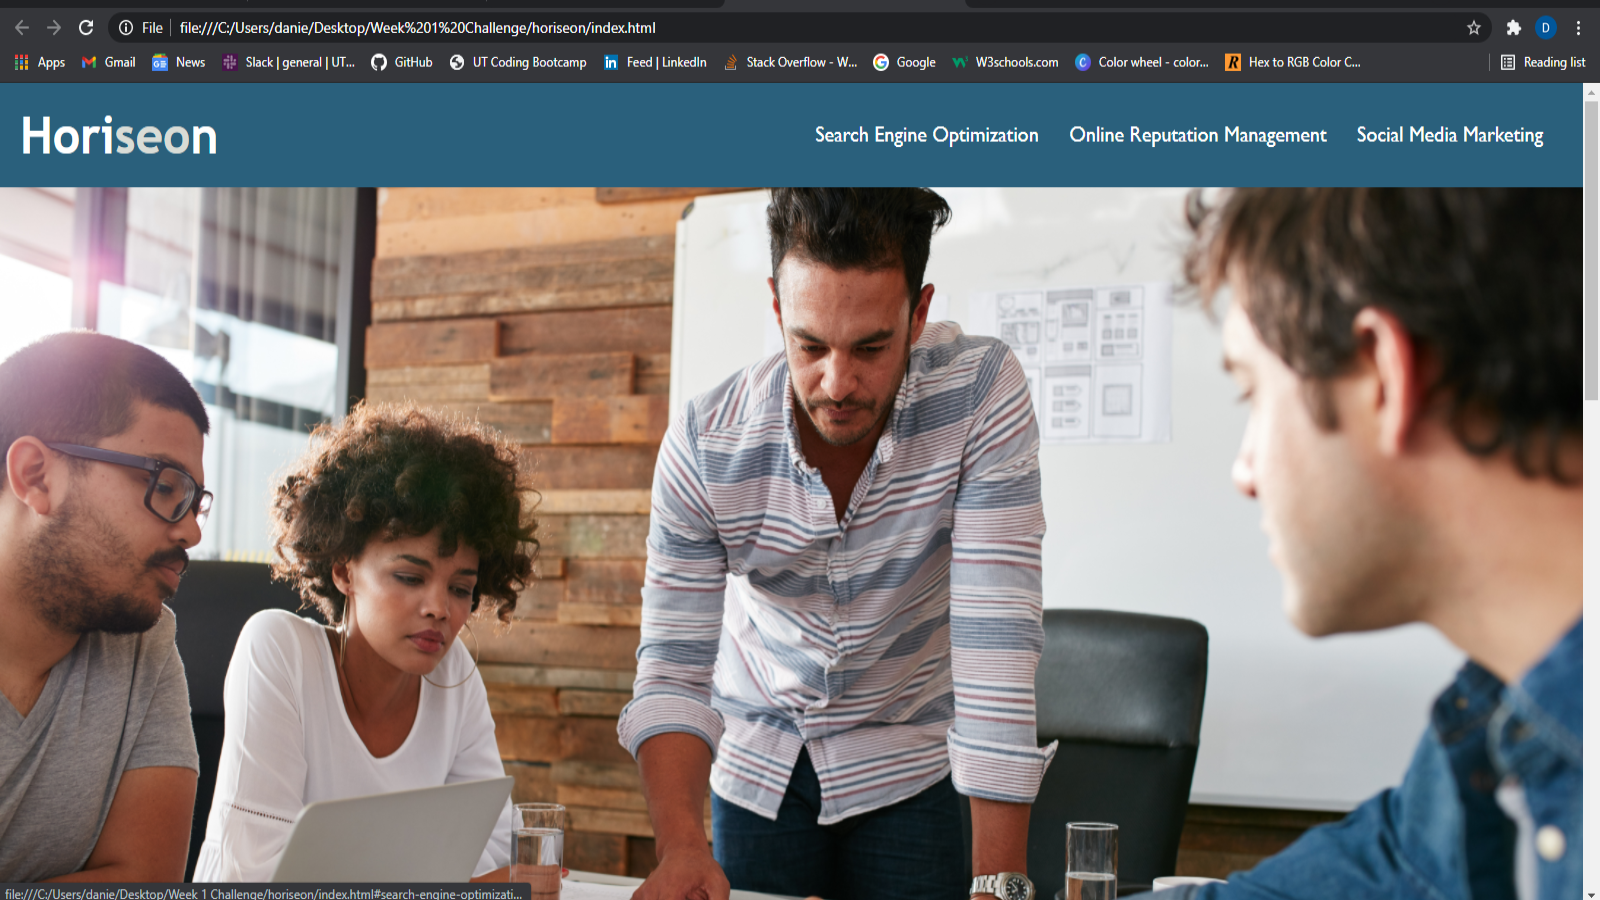 File file:///C:/Users/danie/Desktop/Week%201%20Challenge/horiseon/index.html D
Apps Gmail News Slack | general | UT... GitHub UT Coding Bootcamp Feed | LinkedIn Stack Overflow - W... Google W3schools.com Color wheel - color... Hex to RGB Color C... Reading list
Horiseon Search Engine Optimization Online Reputation Management Social Media Marketing
file:///C:/Users/danie/Desktop/Week 1 Challenge/horiseon/index.html#search-engine-optimizati...